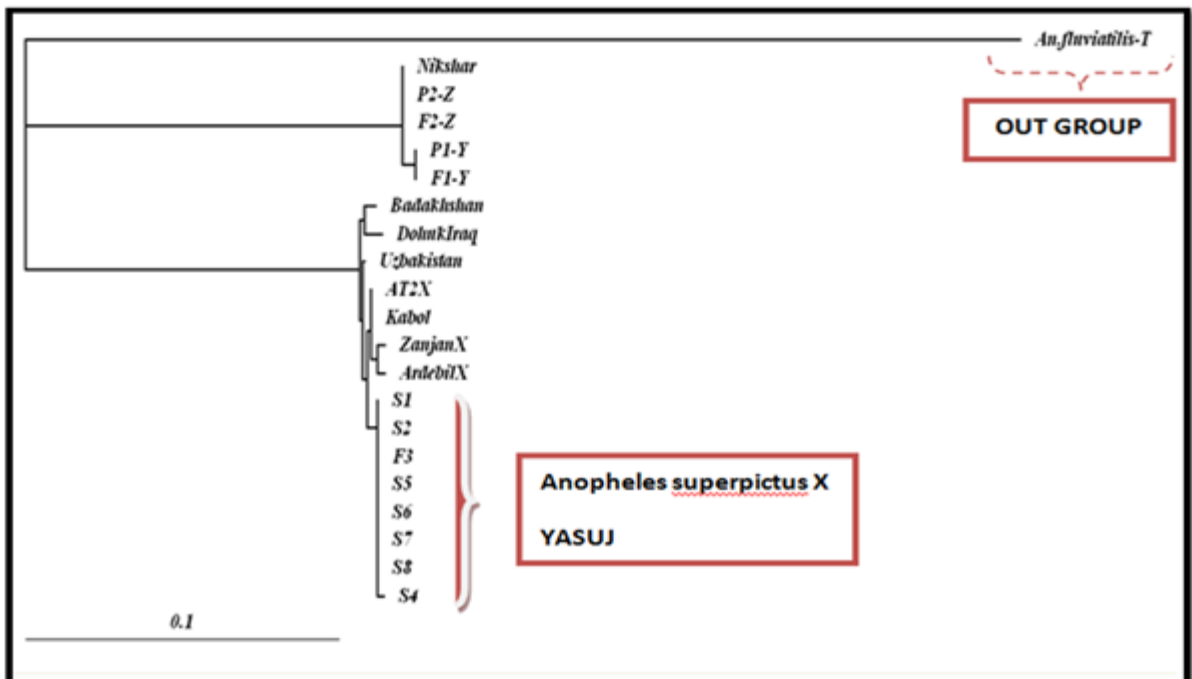 An,fluviatilis-T
OUT GROUP
Nikshar
P2-Z
F2-Z
P1-Y
F1-Y
Badakhshan
DohukIraq
Uzbakistan
AT2X
Kabol
ZanjanX
ArdebilX
S1
S2
F3
S5
S6
S7
S8
S4
Anopheles superpictus X
YASUJ
0.1